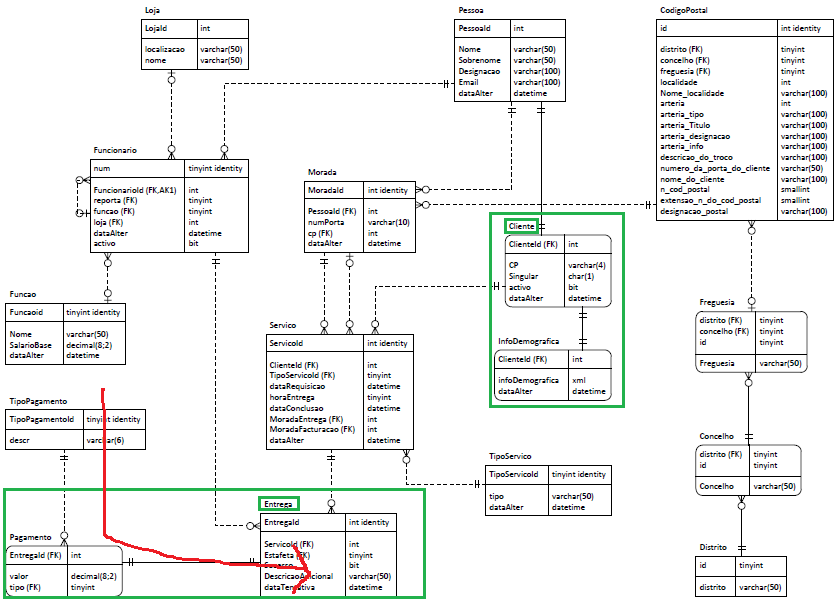 Loja
LojaId int
localizacao varchar(50)
nome varchar(50)
Pessoa
PessoaId int
Nome varchar(50)
Sobrenome varchar(50)
Designacao varchar(100)
Email varchar(100)
dataAlter datetime
CodigoPostal
id int identity
distrito (FK) tinyint
concelho (FK) tinyint
freguesia (FK) tinyint
localidade int
Nome_localidade varchar(100)
arteria int
arteria_tipo varchar(100)
arteria_Titulo varchar(100)
arteria_designacao varchar(100)
arteria_info varchar(100)
descricao_do_troco varchar(100)
numero_da_porta_do_cliente varchar(50)
nome_do_cliente varchar(100)
n_cod_postal smallint
extensao_n_do_cod_postal smallint
designacao_postal varchar(100)
Funcionario
num tinyint identity
FuncionarioId (FK,AK1) int
reporta (FK) tinyint
funcao (FK) tinyint
loja (FK) int
dataAlter datetime
activo bit
Morada
MoradaId int identity
PessoaId (FK) int
numPorta varchar(10)
cp (FK) int
dataAlter datetime
Cliente
ClienteId (FK) int
CP varchar(4)
Singular char(1)
activo bit
dataAlter datetime
InfoDemografica
ClienteId (FK) int
infoDemografica xml
dataAlter datetime
Funcao
Funcaoid tinyint identity
Nome varchar(50)
SalarioBase decimal(8;2)
dataAlter datetime
Servico
ServicoId int identity
ClienteId (FK) int
TipoServicoId (FK) tinyint
dataRequisicao datetime
horaEntrega tinyint
dataConclusao datetime
MoradaEntrega (FK) int
MoradaFacturacao (FK) int
dataAlter datetime
Freguesia
distrito (FK) tinyint
concelho (FK) tinyint
id tinyint
Freguesia varchar(50)
TipoPagamento
TipoPagamentoId tinyint identity
descr varchar(6)
TipoServico
TipoServicoId tinyint identity
tipo varchar(50)
dataAlter datetime
Concelho
distrito (FK) tinyint
id tinyint
Concelho varchar(50)
Pagamento
EntregaId (FK) int
valor decimal(8;2)
tipo (FK) tinyint
Entrega
EntregaId int identity
ServicoId (FK) int
Estafeta (FK) tinyint
bit
DescricaoAdicional varchar(50)
dataTentativa datetime
Distrito
id tinyint
distrito varchar(50)